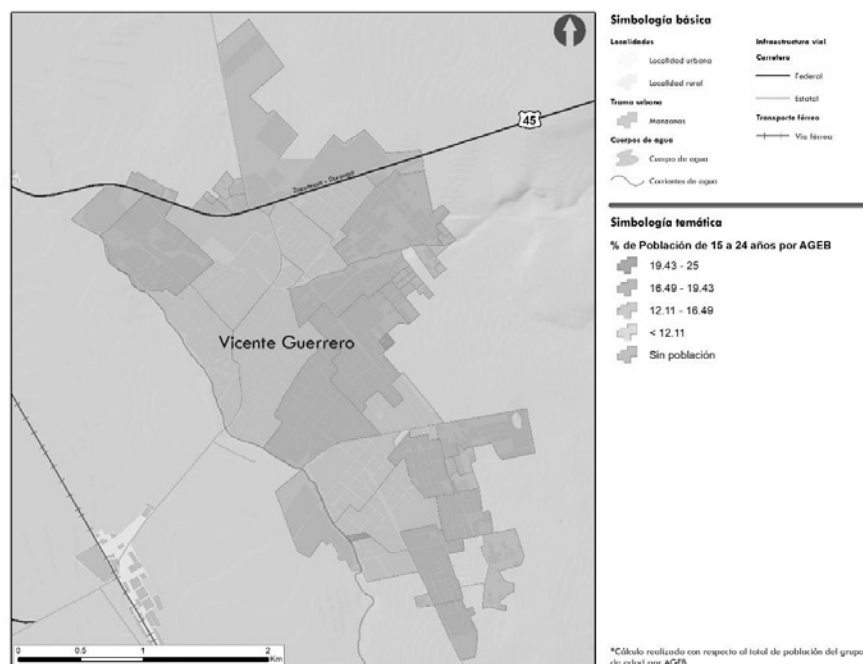 Simbología básica
Localidades
Localidad urbana
Localidad rural
Trama urbana
Manzanas
Cuerpos de agua
Cuerpo de agua
Corrientes de agua
Infraestructura vial
Carretera
Federal
Estatal
Transporte férreo
Vía férrea
Simbología temática
% de Población de 15 a 24 años por AGEB
19.43 - 25
16.49 - 19.43
12.11 - 16.49
< 12.11
Sin población
45
Zacatecas - Durango
Vicente Guerrero
0 0.5 1 2
Km
*Cálculo realizado con respecto al total de población del grupo
de edad por AGEB